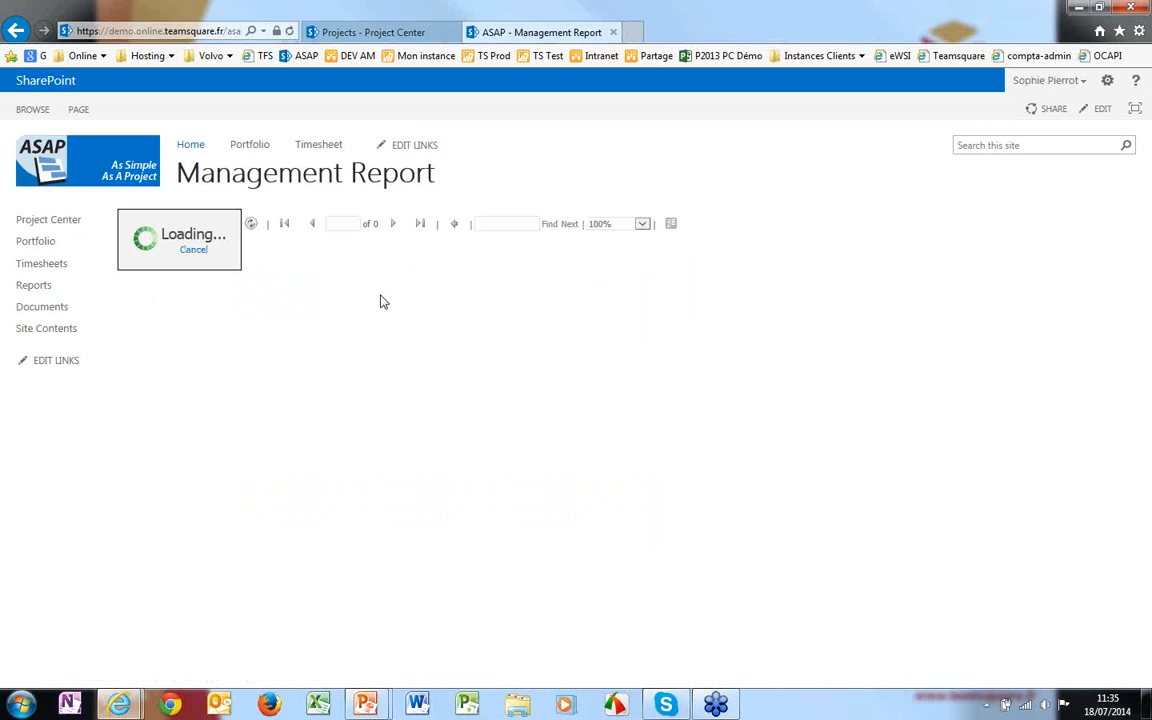 https://demo.online.teamsquare.fr/asa
Projects - Project Center
ASAP - Management Report
G
Online
Hosting
Volvo
TFS
ASAP
DEV AM
Mon instance
TS Prod
TS Test
Intranet
Partage
P2013 PC Démo
Instances Clients
eWSI
Teamsquare
compta-admin
OCAPI
SharePoint
Sophie Pierrot
?
BROWSE
PAGE
SHARE
EDIT
ASAP
As Simple
As A Project
Home
Portfolio
Timesheet
EDIT LINKS
Search this site
Management Report
Project Center
Portfolio
Timesheets
Reports
Documents
Site Contents
EDIT LINKS
Loading...
Cancel
of 0
Find Next
100%
11:35
18/07/2014